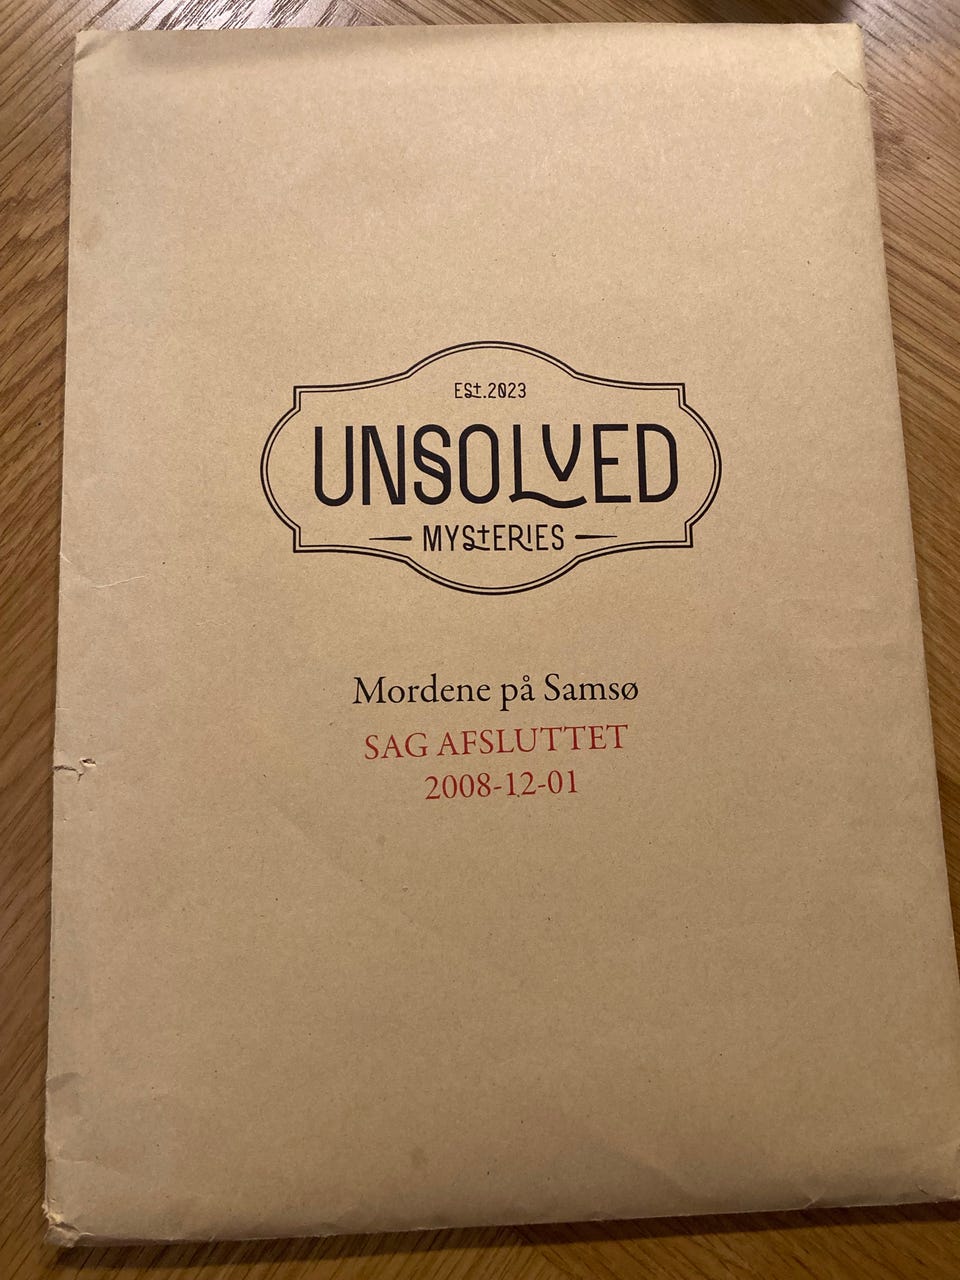 EST.2023
UNSOLVED
MYSTERIES
Mordene på Samsø
SAG AFSLUTTET
2008-12-01